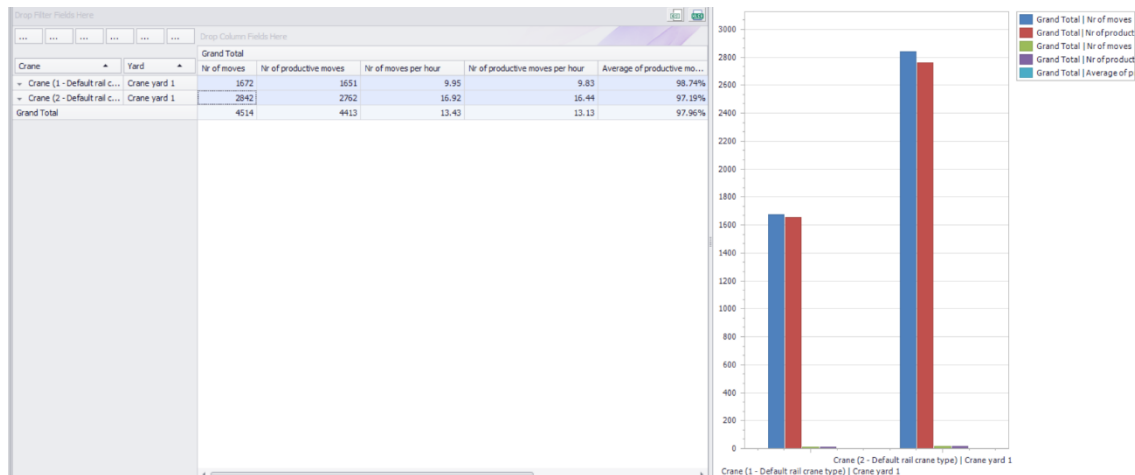 Drop Filter Fields Here
... ... ... ... ... ...
Drop Column Fields Here
Grand Total
Crane Yard Nr of moves Nr of productive moves Nr of moves per hour Nr of productive moves per hour Average of productive mo...
Crane (1 - Default rail c... Crane yard 1 1672 1651 9.95 9.83 98.74%
Crane (2 - Default rail c... Crane yard 1 2842 2762 16.92 16.44 97.19%
Grand Total 4514 4413 13.43 13.13 97.96%
3000
2800
2600
2400
2200
2000
1800
1600
1400
1200
1000
800
600
400
200
0
Crane (2 - Default rail crane type) | Crane yard 1
Crane (1 - Default rail crane type) | Crane yard 1
Grand Total | Nr of moves
Grand Total | Nr of product
Grand Total | Nr of moves
Grand Total | Nr of product
Grand Total | Average of p